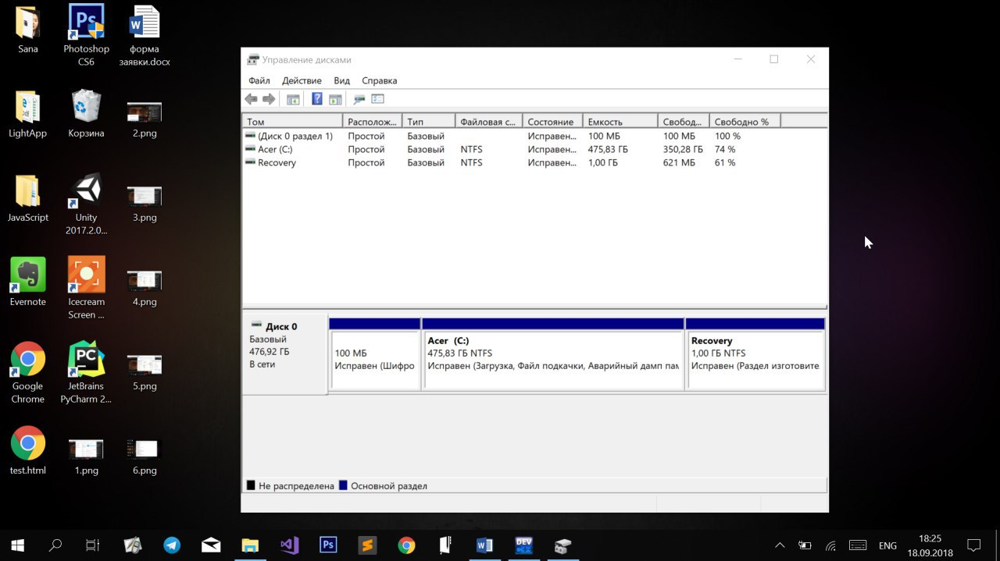 Sana
Photoshop
CS6
форма
заявки.docx
LightApp
Корзина
2.png
JavaScript
Unity
2017.2.0...
3.png
Evernote
Icecream
Screen ...
4.png
Google
Chrome
JetBrains
PyCharm 2...
5.png
test.html
1.png
6.png
Управление дисками
Файл Действие Вид Справка
Том Располож... Тип Файловая с... Состояние Емкость Свобод... Свободно %
(Диск 0 раздел 1) Простой Базовый Исправен... 100 МБ 100 МБ 100 %
Acer (C:) Простой Базовый NTFS Исправен... 475,83 ГБ 350,28 ГБ 74 %
Recovery Простой Базовый NTFS Исправен... 1,00 ГБ 621 МБ 61 %
Диск 0
Базовый
476,92 ГБ
В сети
100 МБ
Исправен (Шифро
Acer (C:)
475,83 ГБ NTFS
Исправен (Загрузка, Файл подкачки, Аварийный дамп пам
Recovery
1,00 ГБ NTFS
Исправен (Раздел изготовите
Не распределена Основной раздел
ENG
18:25
18.09.2018